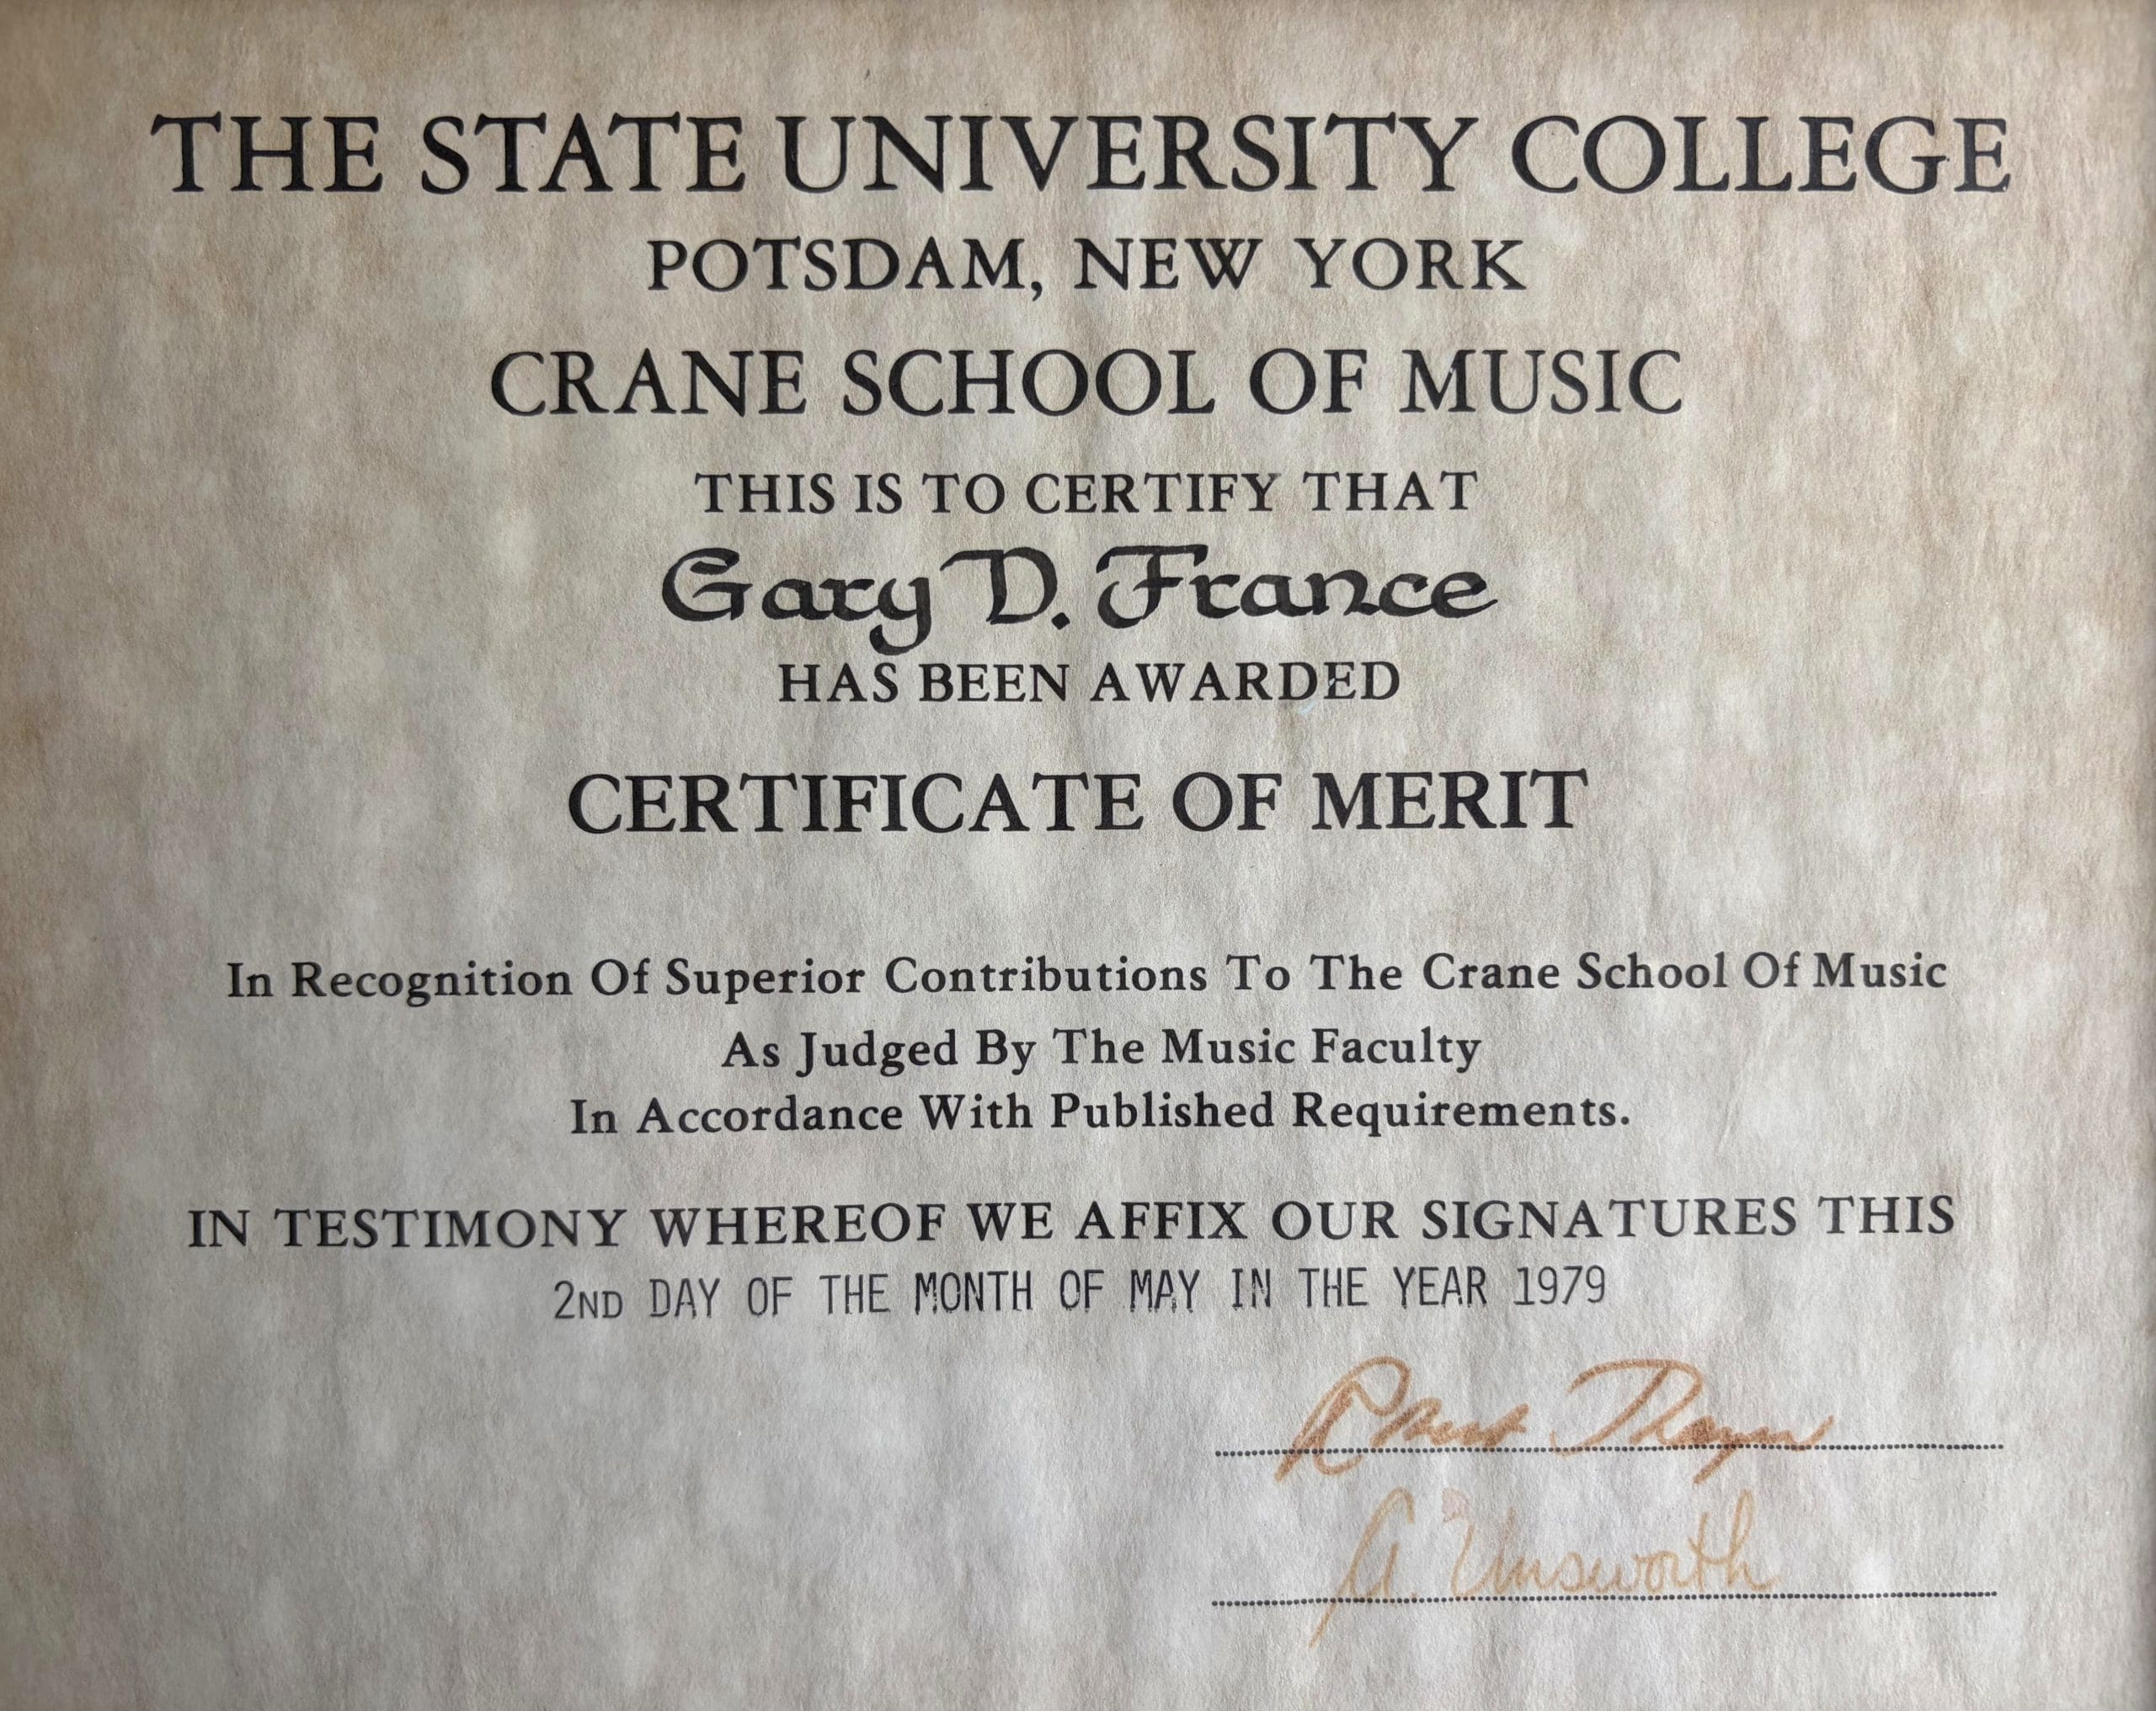 THE STATE UNIVERSITY COLLEGE
POTSDAM, NEW YORK
CRANE SCHOOL OF MUSIC
THIS IS TO CERTIFY THAT
Gary D. France
HAS BEEN AWARDED
CERTIFICATE OF MERIT
In Recognition Of Superior Contributions To The Crane School Of Music
As Judged By The Music Faculty
In Accordance With Published Requirements.
IN TESTIMONY WHEREOF WE AFFIX OUR SIGNATURES THIS
2ND DAY OF THE MONTH OF MAY IN THE YEAR 1979
Robert Thayer
A. Unsworth